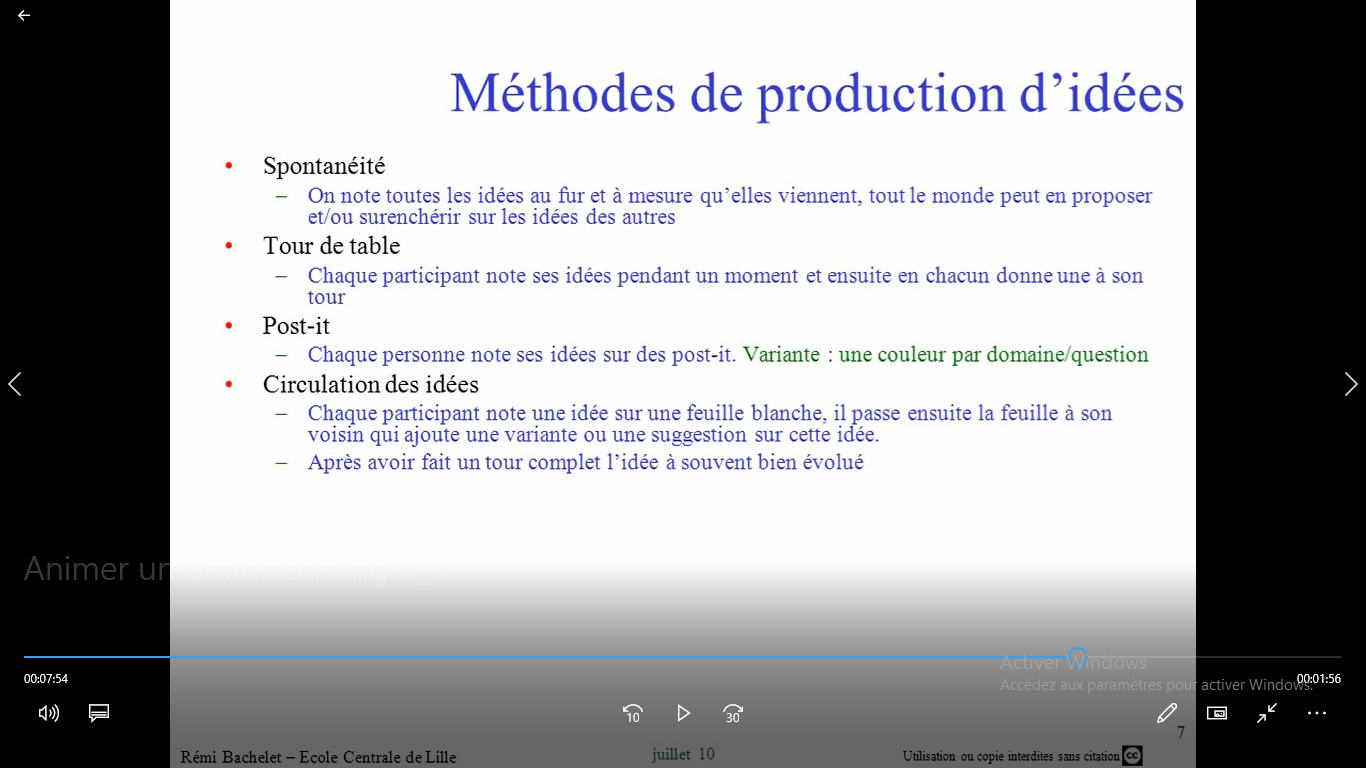 Méthodes de production d’idées
• Spontanéité
– On note toutes les idées au fur et à mesure qu’elles viennent, tout le monde peut en proposer
et/ou surenchérir sur les idées des autres
• Tour de table
– Chaque participant note ses idées pendant un moment et ensuite en chacun donne une à son
tour
• Post-it
– Chaque personne note ses idées sur des post-it. Variante : une couleur par domaine/question
• Circulation des idées
– Chaque participant note une idée sur une feuille blanche, il passe ensuite la feuille à son
voisin qui ajoute une variante ou une suggestion sur cette idée.
– Après avoir fait un tour complet l’idée à souvent bien évolué
Animer un brainstorming 4_6
Activer Windows
Accédez aux paramètres pour activer Windows.
00:07:54
00:01:56
10
30
7
Rémi Bachelet – Ecole Centrale de Lille
juillet 10
Utilisation ou copie interdites sans citation
cc